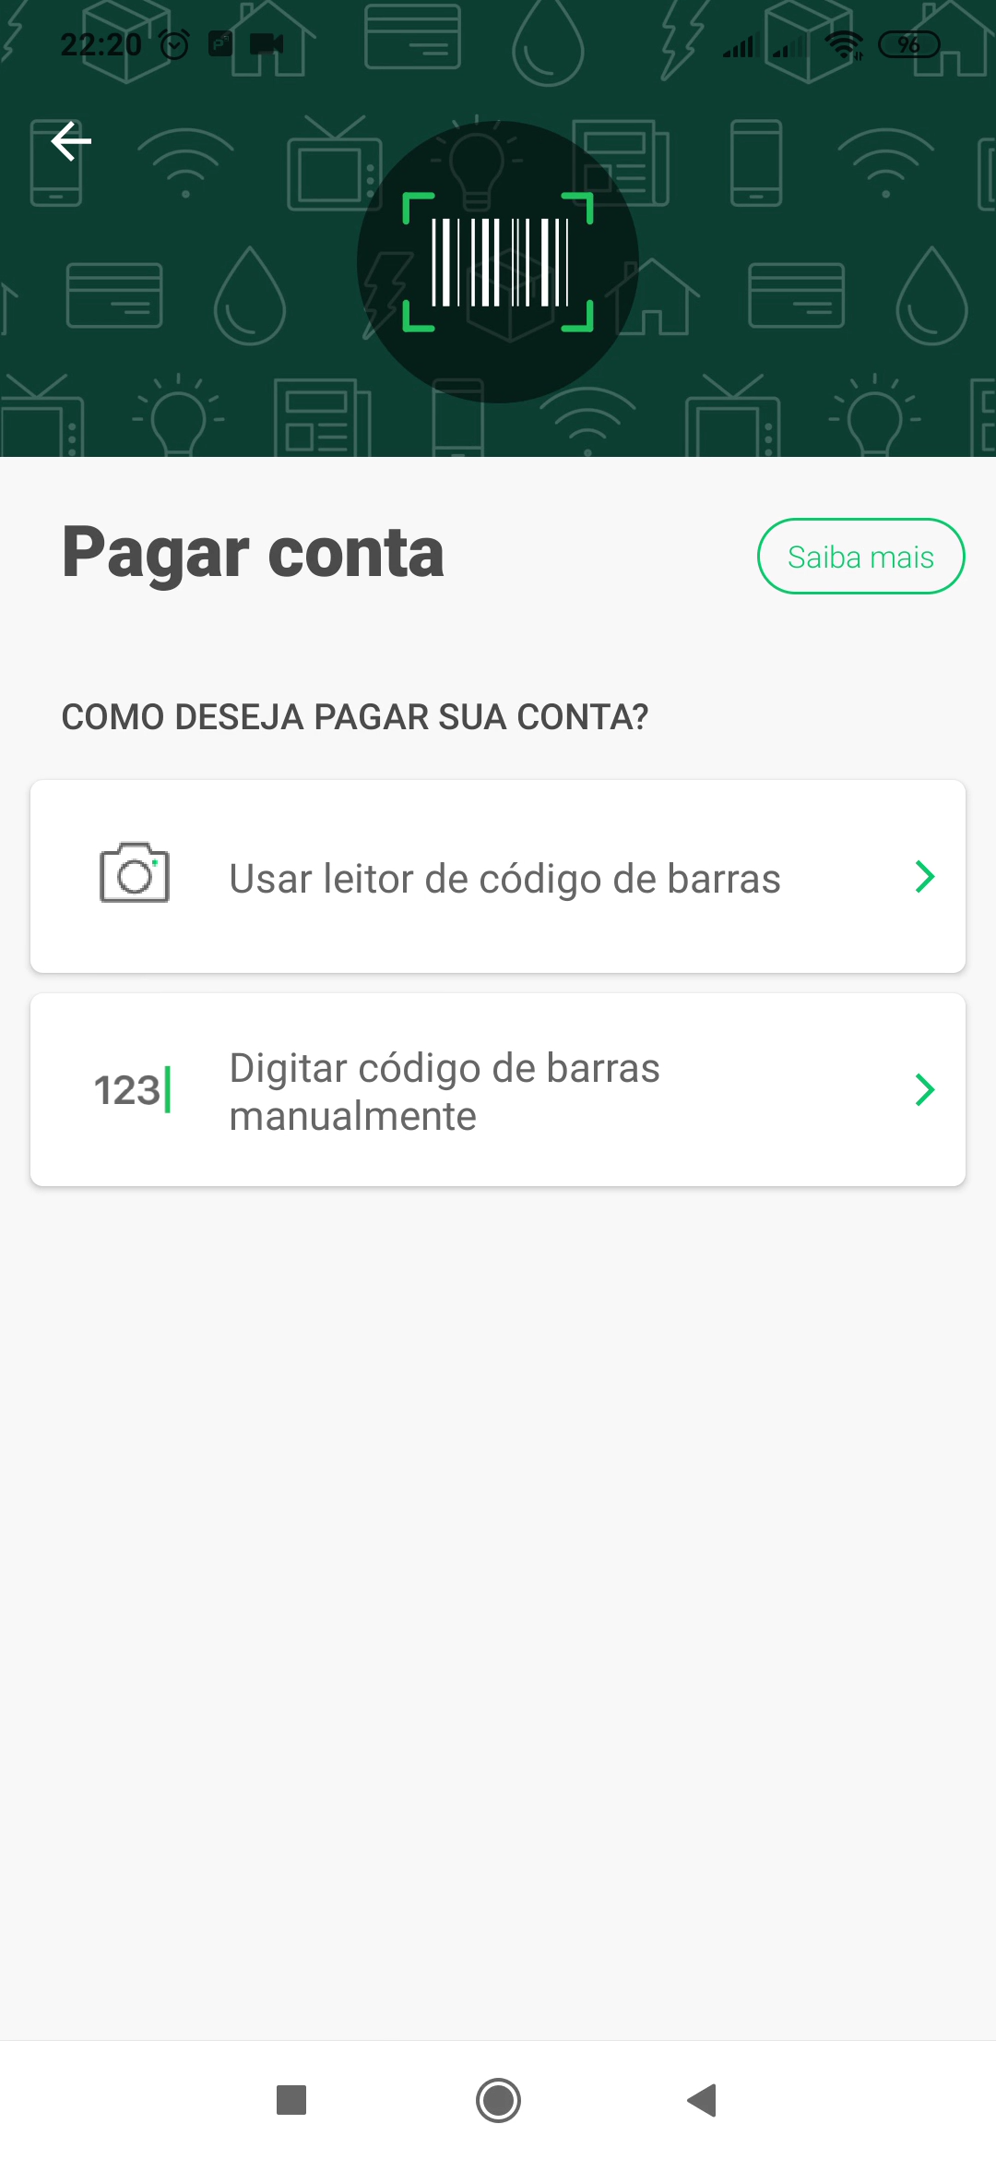 22:20
96
Pagar conta
Saiba mais
COMO DESEJA PAGAR SUA CONTA?
Usar leitor de código de barras
123
Digitar código de barras
manualmente